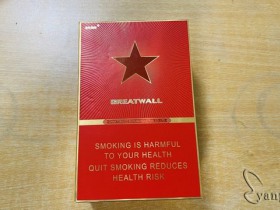 GREATWALL
SMOKING IS HARMFUL
TO YOUR HEALTH
QUIT SMOKING REDUCES
HEALTH RISK